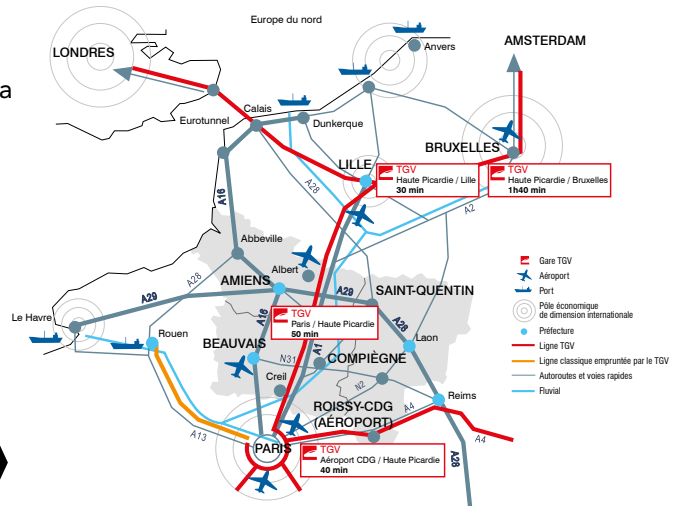 Europe du nord
LONDRES
Anvers
AMSTERDAM
a
Eurotunnel
Calais
Dunkerque
BRUXELLES
LILLE
TGV
Haute Picardie / Lille
30 min
TGV
Haute Picardie / Bruxelles
1h40 min
A28
A16
A2
Abbeville
A28
Albert
AMIENS
A29
A29
SAINT-QUENTIN
Le Havre
Rouen
TGV
Paris / Haute Picardie
50 min
A16
BEAUVAIS
A26
Laon
N31
A1
COMPIÈGNE
Creil
N2
Reims
ROISSY-CDG
(AÉROPORT)
A4
A13
PARIS
A4
A26
TGV
Aéroport CDG / Haute Picardie
40 min
Gare TGV
Aéroport
Port
Pôle économique
de dimension internationale
Préfecture
Ligne TGV
Ligne classique empruntée par le TGV
Autoroutes et voies rapides
Fluvial